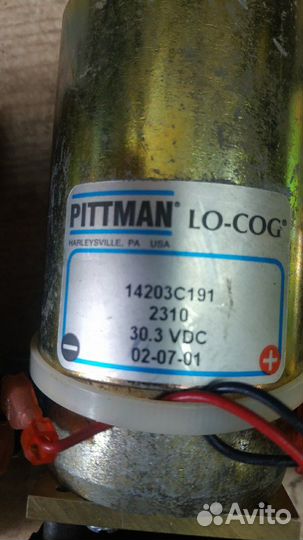 PITTMAN® LO-COG®
HARLEYSVILLE, PA USA
14203C191
2310
30.3 VDC
02-07-01
- +
Avito